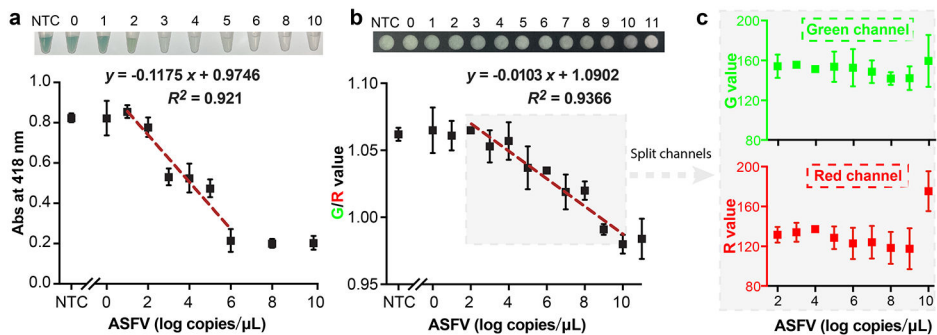 a
NTC 0 1 2 3 4 5 6 8 10
y = -0.1175 x + 0.9746
R² = 0.921
1.0
0.8
0.6
0.4
0.2
0.0
Abs at 418 nm
NTC 0 2 4 6 8 10
ASFV (log copies/µL)
b
NTC 0 1 2 3 4 5 6 7 8 9 10 11
y = -0.0103 x + 1.0902
R² = 0.9366
1.10
1.05
1.00
0.95
G/R value
NTC 0 2 4 6 8 10
ASFV (log copies/µL)
Split channels
c
Green channel
200
160
120
80
G value
Red channel
200
160
120
80
R value
2 4 6 8 10
ASFV (log copies/µL)